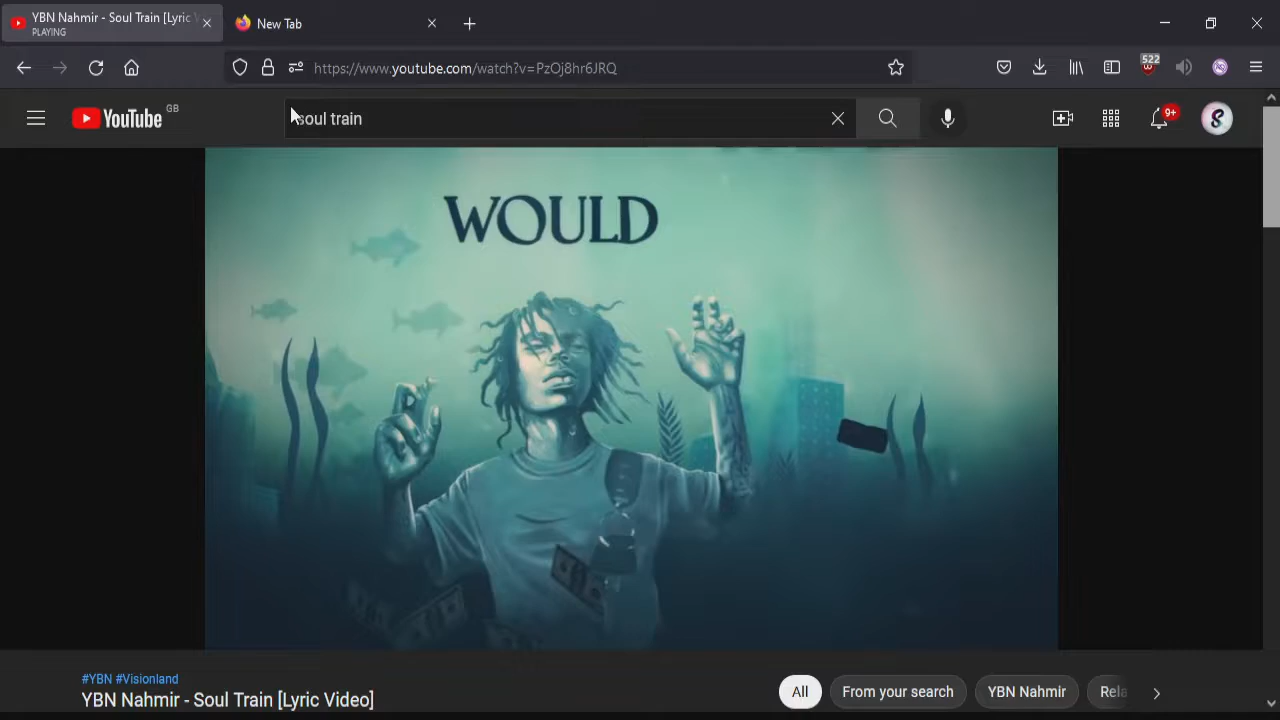 YBN Nahmir - Soul Train [Lyric V
PLAYING
New Tab
https://www.youtube.com/watch?v=PzOj8hr6JRQ
522
YouTube GB
soul train
9+
WOULD
#YBN #Visionland
YBN Nahmir - Soul Train [Lyric Video]
All
From your search
YBN Nahmir
Rela